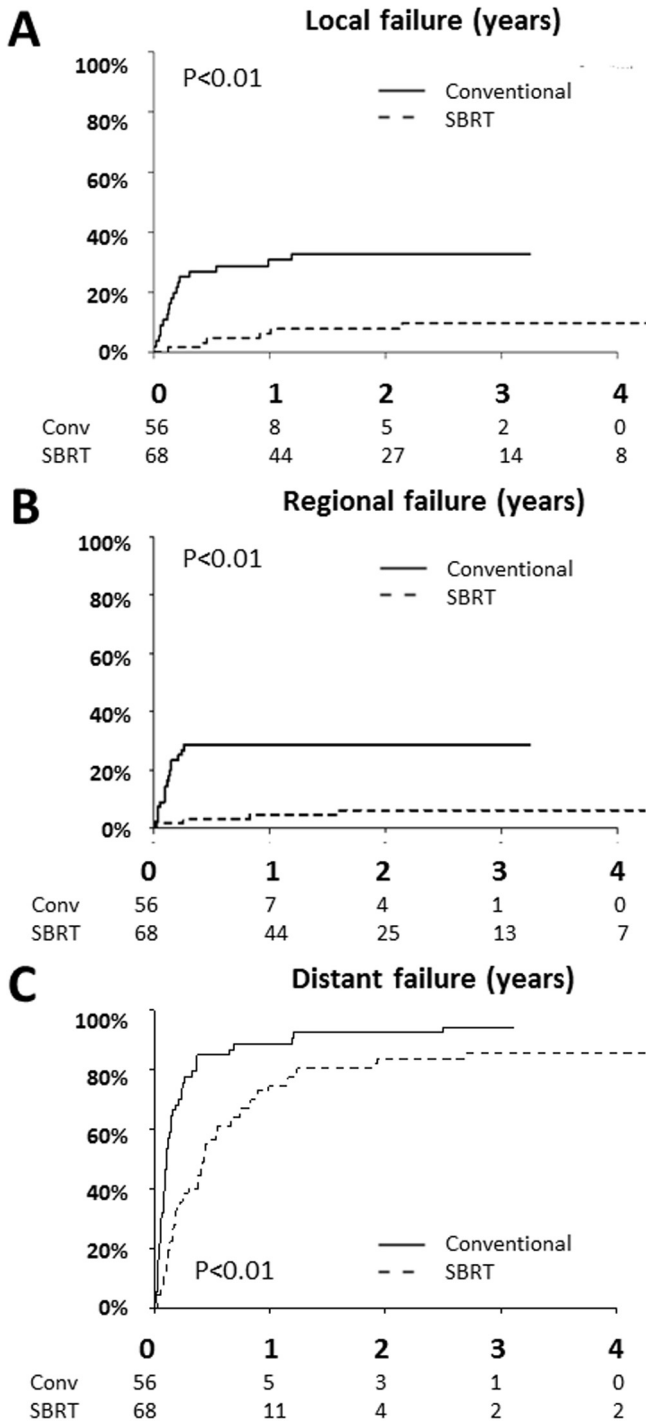 A
Local failure (years)
100%
80%
60%
40%
20%
0%
P<0.01
Conventional
SBRT
0 1 2 3 4
Conv 56 8 5 2 0
SBRT 68 44 27 14 8
B
Regional failure (years)
100%
80%
60%
40%
20%
0%
P<0.01
Conventional
SBRT
0 1 2 3 4
Conv 56 7 4 1 0
SBRT 68 44 25 13 7
C
Distant failure (years)
100%
80%
60%
40%
20%
0%
Conventional
SBRT
P<0.01
0 1 2 3 4
Conv 56 5 3 1 0
SBRT 68 11 4 2 2